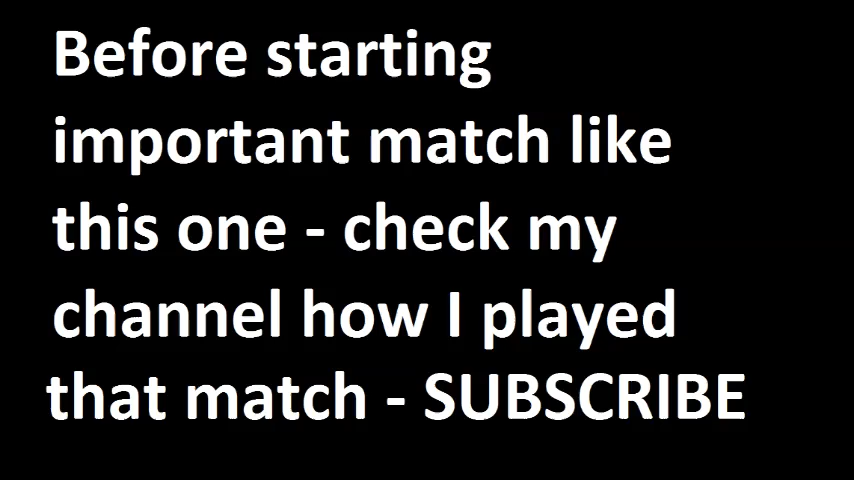 Before starting
important match like
this one - check my
channel how I played
that match - SUBSCRIBE